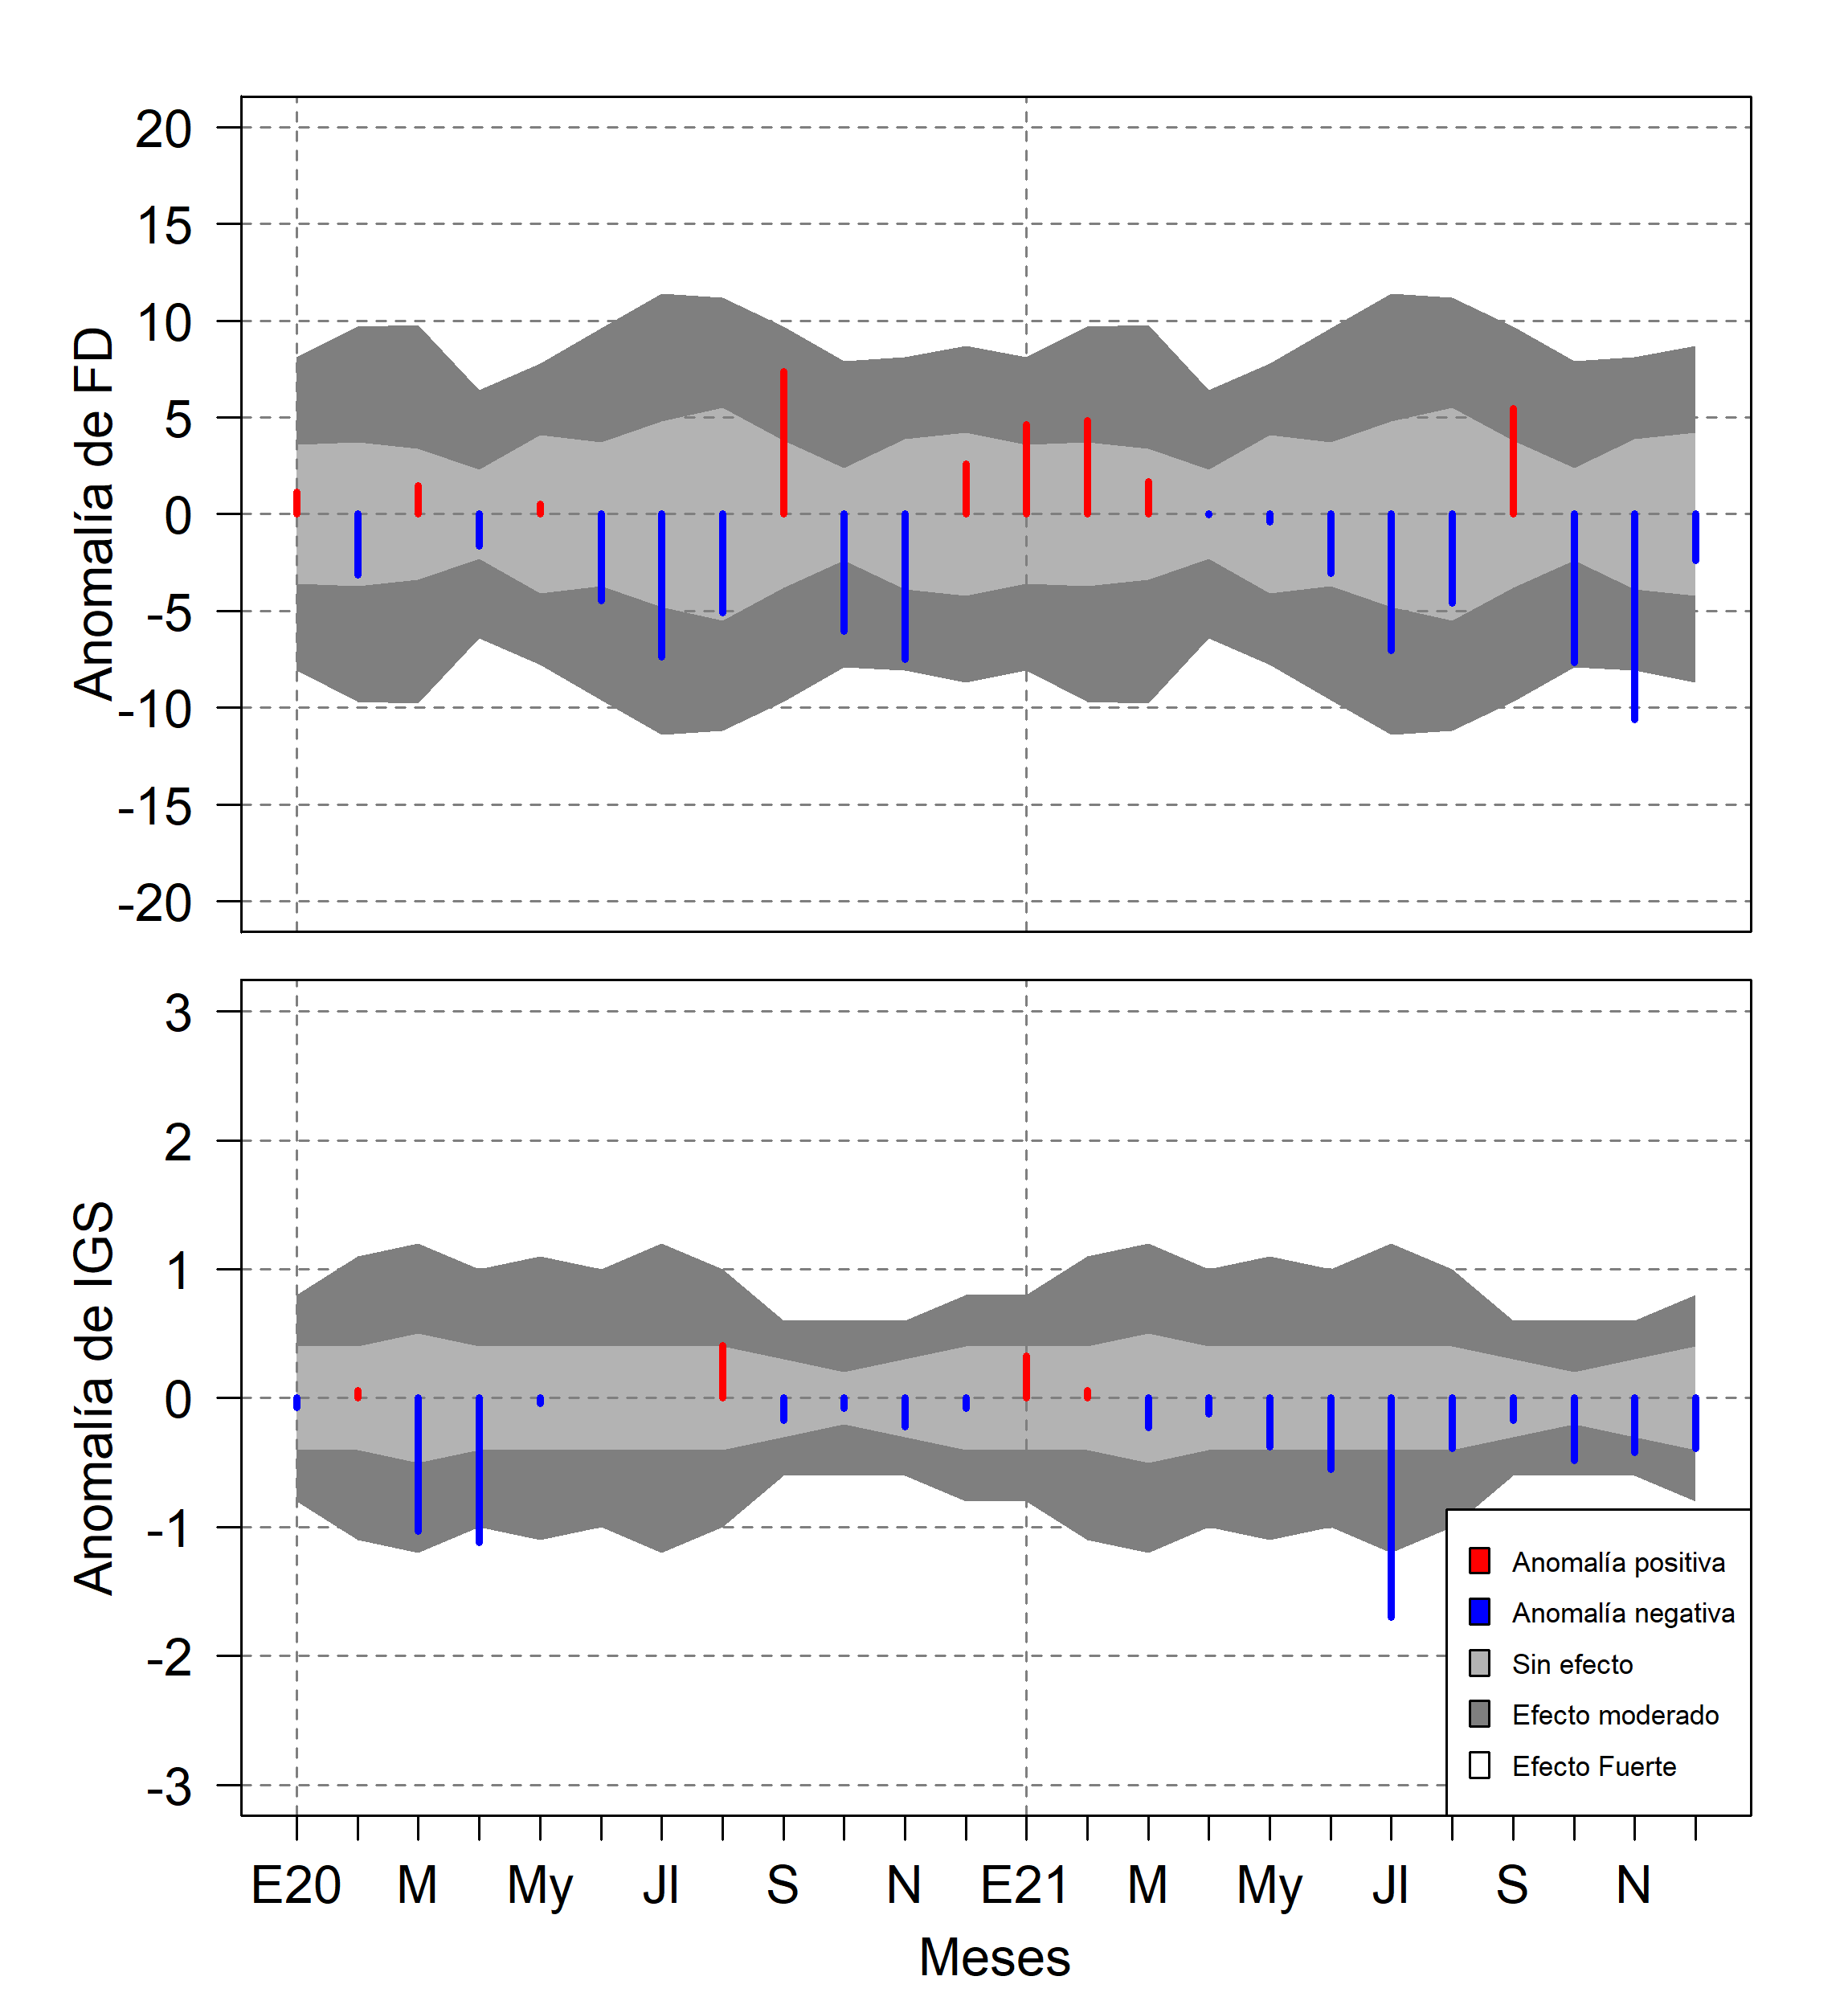 Anomalía de FD
20
15
10
5
0
-5
-10
-15
-20
Anomalía de IGS
3
2
1
0
-1
-2
-3
Anomalía positiva
Anomalía negativa
Sin efecto
Efecto moderado
Efecto Fuerte
E20 M My Jl S N E21 M My Jl S N
Meses